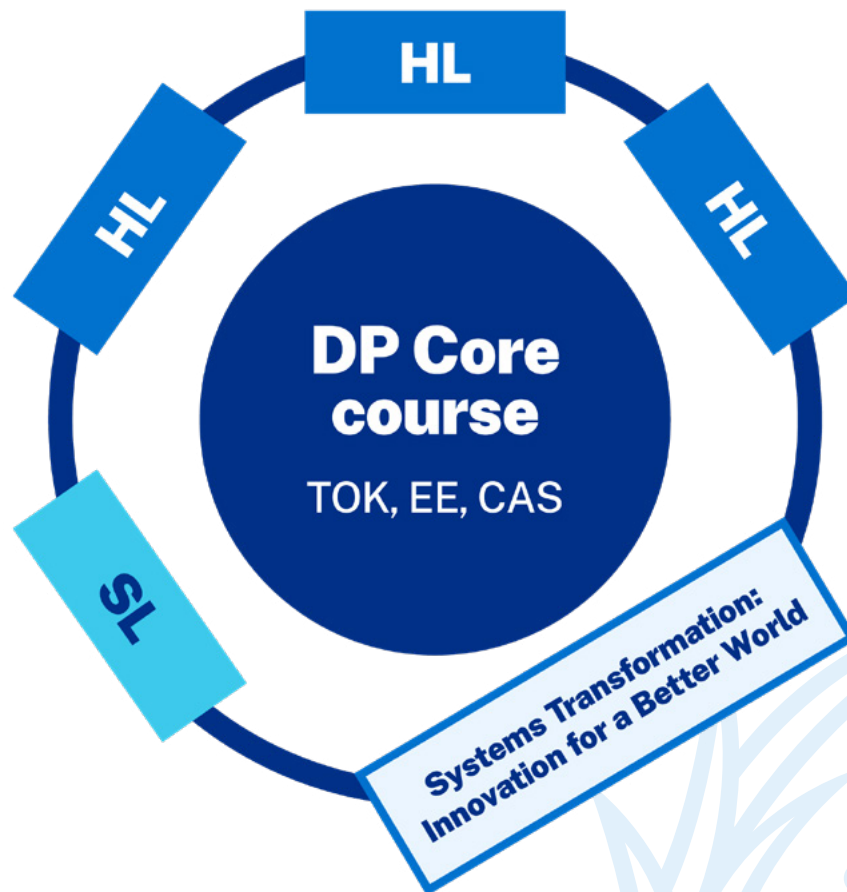 HL
HL
HL
DP Core
course
TOK, EE, CAS
SL
Systems Transformation:
Innovation for a Better World